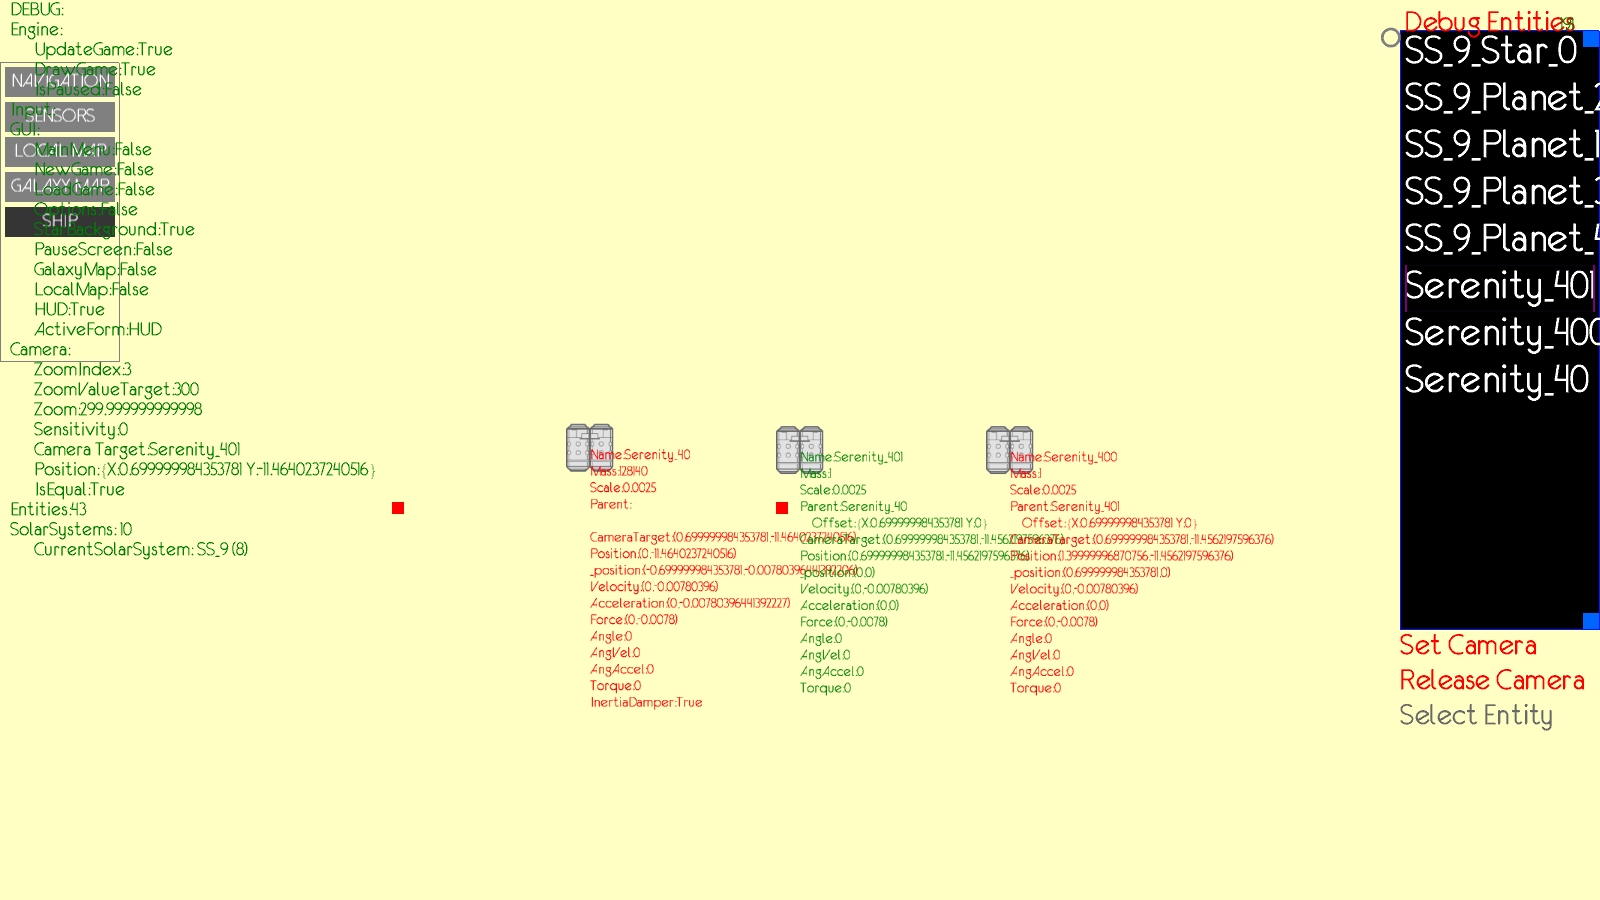 DEBUG:
Engine:
UpdateGame:True
DrawGame:True
IsPaused:False
Input
GUI:
MainMenu:False
NewGame:False
LoadGame:False
Options:False
StarBackground:True
PauseScreen:False
GalaxyMap:False
LocalMap:False
HUD:True
ActiveForm:HUD
Camera:
ZoomIndex:3
ZoomValueTarget:300
Zoom:299.999999999998
Sensitivity:0
Camera Target:Serenity_401
Position:{X:0.699999984353781 Y:-11.4640237240516}
IsEqual:True
Entities:43
SolarSystems: 10
CurrentSolarSystem: SS_9 (8)
NAVIGATION
SENSORS
LOCAL MAP
GALAXY MAP
SHIP
Name:Serenity_40
Mass:128140
Scale:0.0025
Parent:
CameraTarget:(0.699999984353781,-11.4640237240516)
Position:(0,-11.4640237240516)
_position:(-0.699999984353781,-0.00780396441392206)
Velocity:(0,-0.00780396)
Acceleration:(0,-0.00780396441392227)
Force:(0,-0.0078)
Angle:0
AngVel:0
AngAccel:0
Torque:0
InertiaDamper:True
Name:Serenity_401
Mass:1
Scale:0.0025
Parent:Serenity_40
Offset:{X:0.699999984353781 Y:0}
CameraTarget:(0.699999984353781,-11.4562197596376)
Position:(0.699999984353781,-11.4562197596376)
_position:(0,0)
Velocity:(0,-0.00780396)
Acceleration:(0,0)
Force:(0,-0.0078)
Angle:0
AngVel:0
AngAccel:0
Torque:0
Name:Serenity_400
Mass:1
Scale:0.0025
Parent:Serenity_401
Offset:{X:0.699999984353781 Y:0}
CameraTarget:(0.699999984353781,-11.4562197596376)
Position:(1.39999996870756,-11.4562197596376)
_position:(0.699999984353781,0)
Velocity:(0,-0.00780396)
Acceleration:(0,0)
Force:(0,-0.0078)
Angle:0
AngVel:0
AngAccel:0
Torque:0
Debug Entities
SS_9_Star_0
SS_9_Planet_2
SS_9_Planet_1
SS_9_Planet_3
SS_9_Planet_4
Serenity_401
Serenity_400
Serenity_40
Set Camera
Release Camera
Select Entity